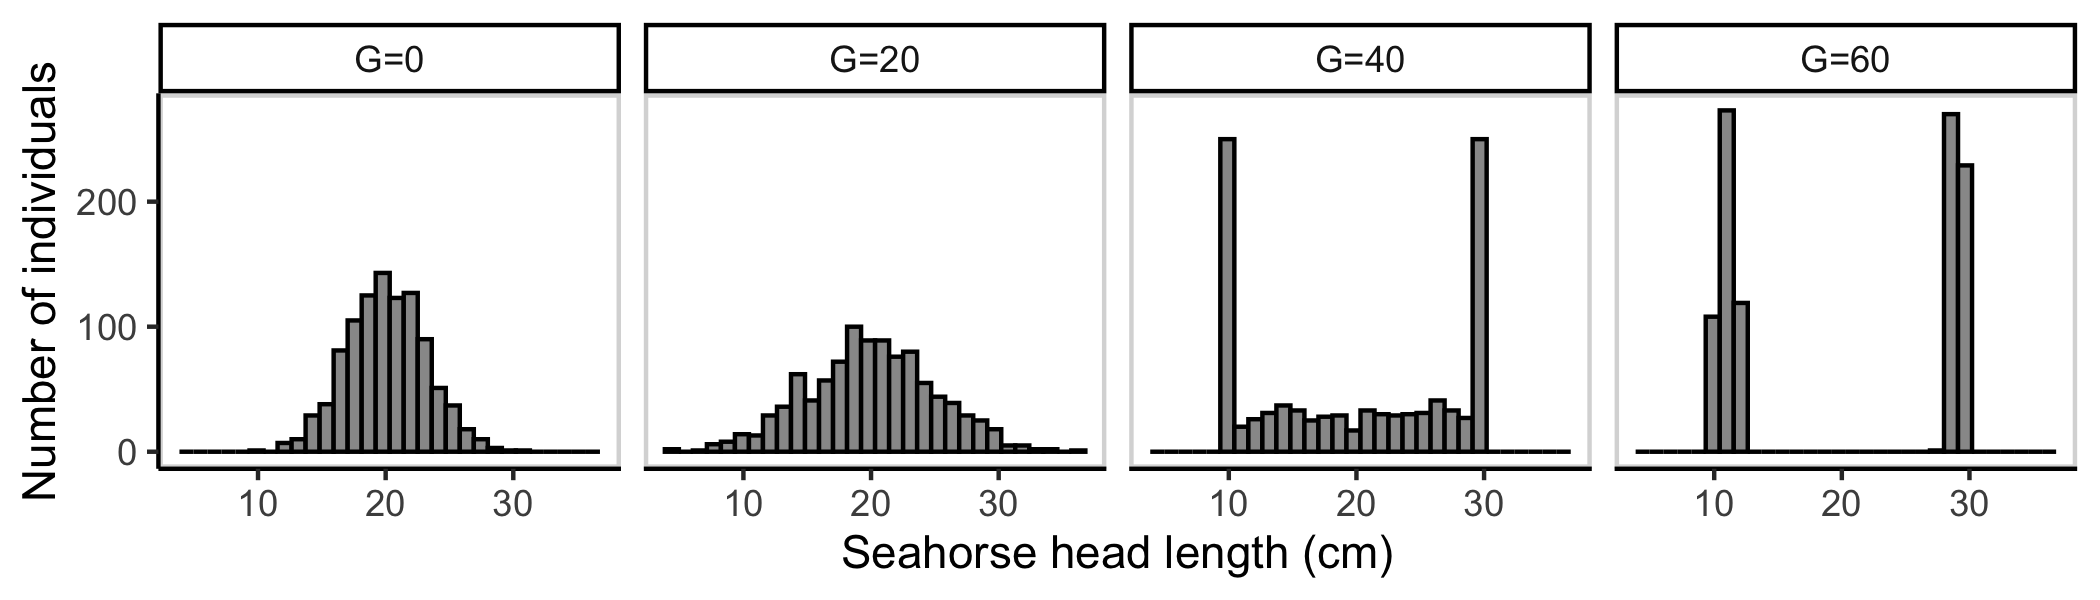 G=0 G=20 G=40 G=60
Number of individuals
200
100
0
10 20 30 10 20 30 10 20 30 10 20 30
Seahorse head length (cm)